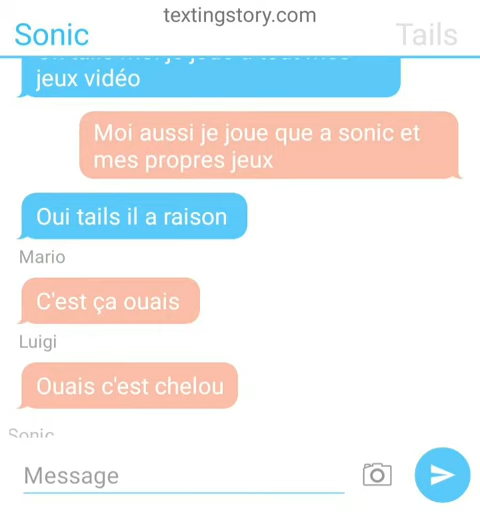 textingstory.com
Sonic
Tails
jeux vidéo
Moi aussi je joue que a sonic et
mes propres jeux
Oui tails il a raison
Mario
C'est ça ouais
Luigi
Ouais c'est chelou
Sonic
Message